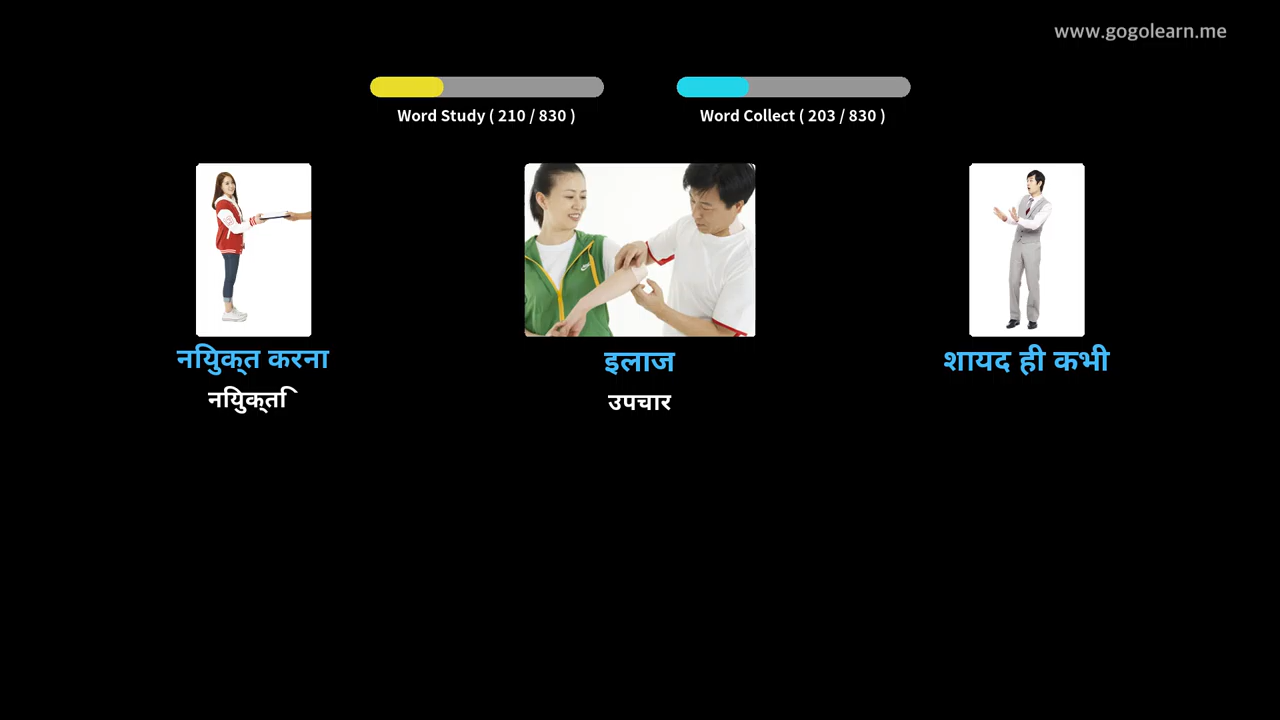 www.gogolearn.me
Word Study ( 210 / 830 )
Word Collect ( 203 / 830 )
नियुक्त करना
इलाज
शायद ही कभी
नियुक्ति
उपचार